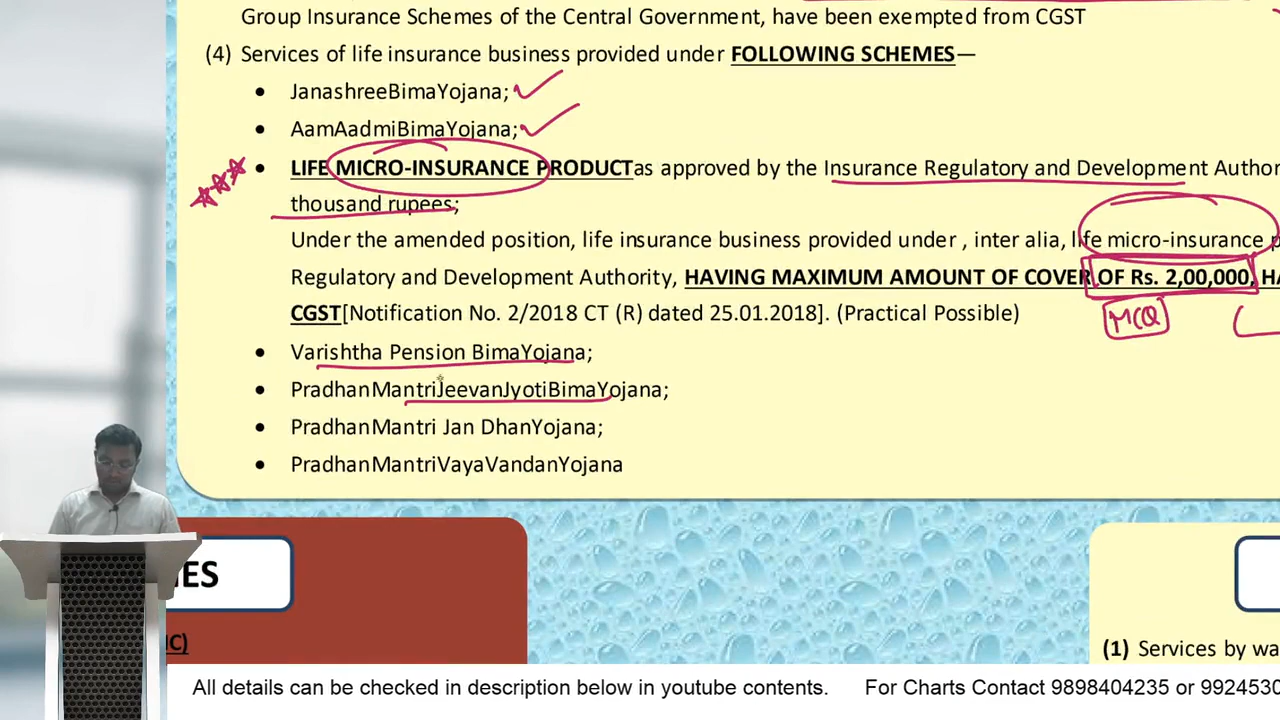 Group Insurance Schemes of the Central Government, have been exempted from CGST
(4) Services of life insurance business provided under FOLLOWING SCHEMES—
• JanashreeBimaYojana;
• AamAadmiBimaYojana;
• LIFE MICRO-INSURANCE PRODUCTas approved by the Insurance Regulatory and Development Author
thousand rupees;
Under the amended position, life insurance business provided under , inter alia, life micro-insurance p
Regulatory and Development Authority, HAVING MAXIMUM AMOUNT OF COVER OF Rs. 2,00,000, HA
CGST[Notification No. 2/2018 CT (R) dated 25.01.2018]. (Practical Possible)
MCQ
• Varishtha Pension BimaYojana;
• PradhanMantriJeevanJyotiBimaYojana;
• PradhanMantri Jan DhanYojana;
• PradhanMantriVayaVandanYojana
IES
IC)
(1) Services by wa
All details can be checked in description below in youtube contents. For Charts Contact 9898404235 or 9924530